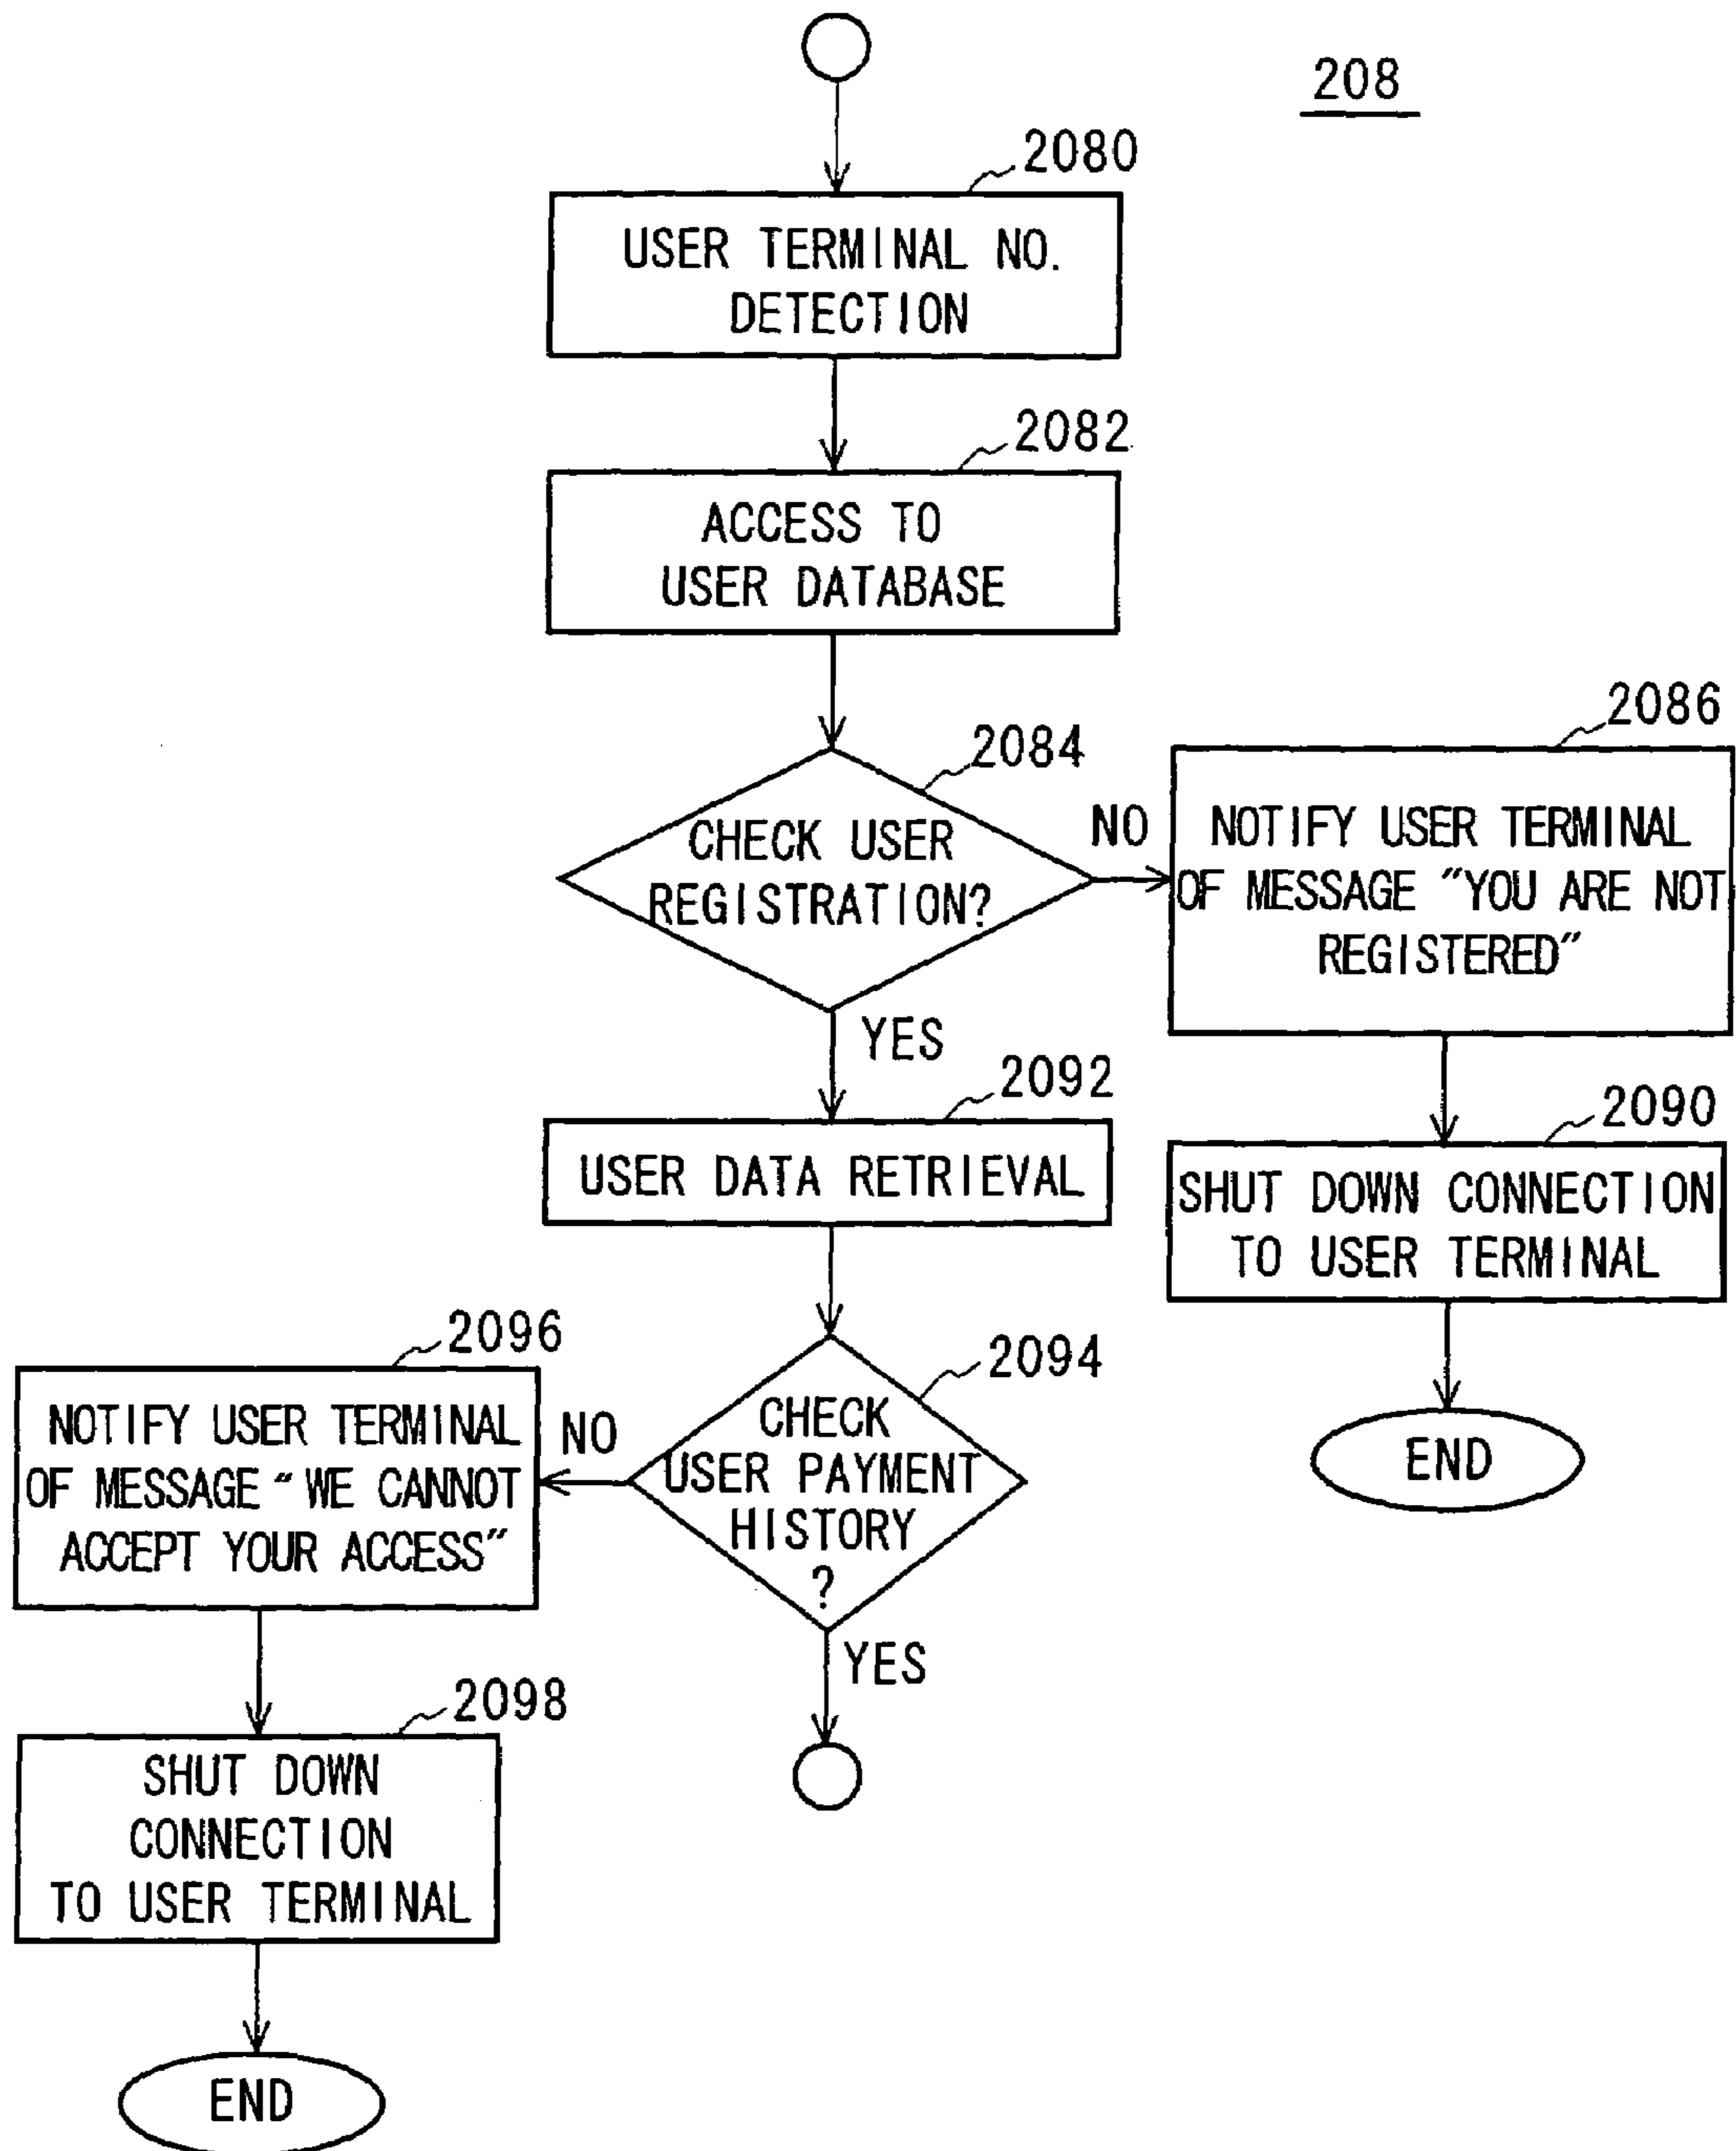 208
2080
USER TERMINAL NO.
DETECTION
2082
ACCESS TO
USER DATABASE
2084
CHECK USER
REGISTRATION?
NO
YES
2086
NOTIFY USER TERMINAL
OF MESSAGE "YOU ARE NOT
REGISTERED"
2090
SHUT DOWN CONNECTION
TO USER TERMINAL
END
2092
USER DATA RETRIEVAL
2094
CHECK
USER PAYMENT
HISTORY
?
NO
YES
2096
NOTIFY USER TERMINAL
OF MESSAGE "WE CANNOT
ACCEPT YOUR ACCESS"
2098
SHUT DOWN
CONNECTION
TO USER TERMINAL
END